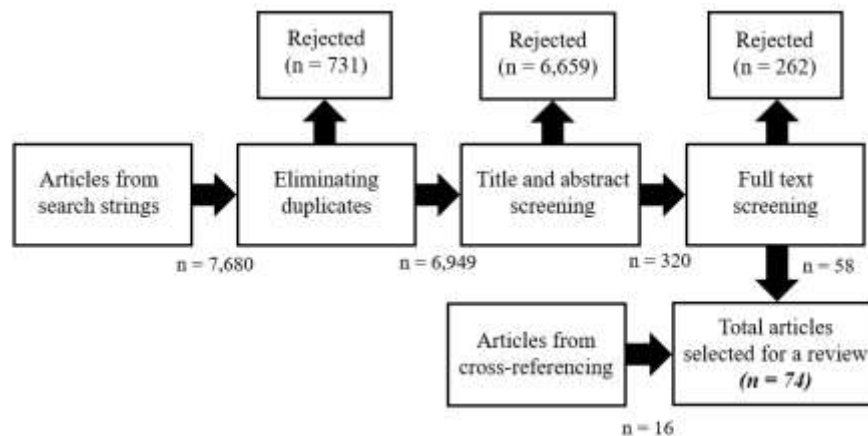 Rejected
(n = 731)
Rejected
(n = 6,659)
Rejected
(n = 262)
Articles from
search strings
Eliminating
duplicates
Title and abstract
screening
Full text
screening
n = 7,680
n = 6,949
n = 320
n = 58
Articles from
cross-referencing
Total articles
selected for a review
(n = 74)
n = 16